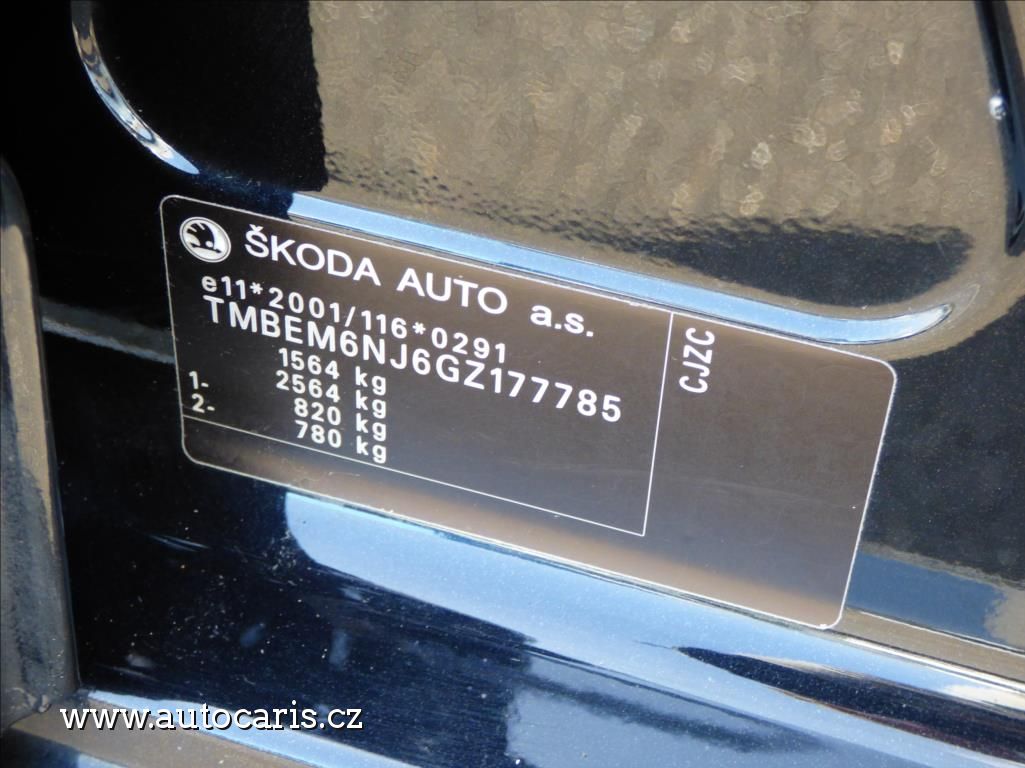 ŠKODA AUTO a.s.
e11*2001/116*0291
TMBEM6NJ6GZ177785
1564 kg
2564 kg
1- 820 kg
2- 780 kg
CJZC
www.autocaris.cz